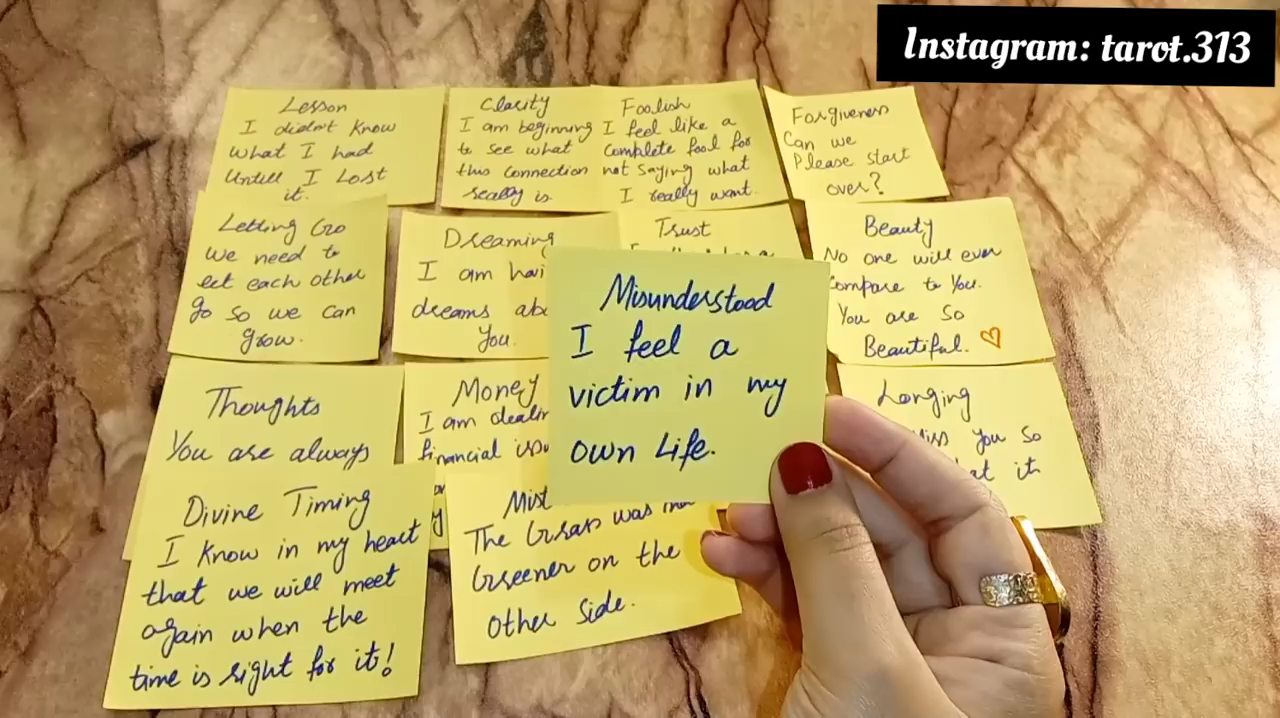 Instagram: tarot.313
Lesson
I didn't know
what I had
Untill I Lost
it.
Clarity
I am beginning
to see what
this connection
really is.
Foolish
I feel like a
Complete fool for
not saying what
I really want.
Forgiveness
Can we
Please start
over?
Letting Go
We need to
let each other
go so we can
grow.
Dreaming
I am
dreams
You.
Trust
Beauty
No one will ever
Compare to You.
You are so
Beautiful.
Misunderstood
I feel a
victim in my
own Life.
Thoughts
You are always
Money
I am
financial
Longing
you so
it
Divine Timing
I know in my heart
that we will meet
again when the
time is right for it!
The Grass was
Greener on the
other side.